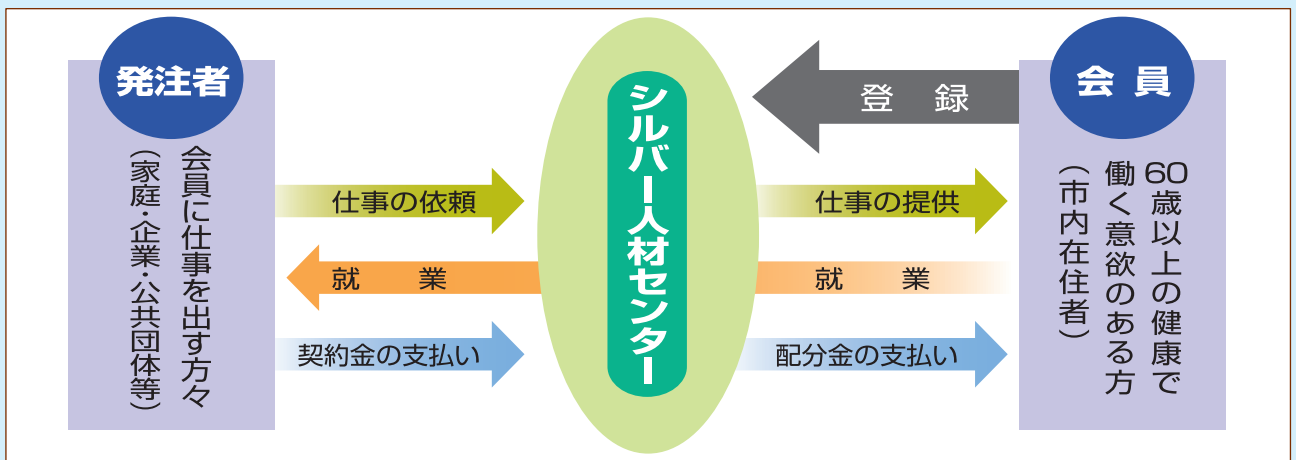 発注者
会員に仕事を出す方々
（家庭・企業・公共団体等）
仕事の依頼
就　業
契約金の支払い
シルバー人材センター
登　録
仕事の提供
就　業
配分金の支払い
会 員
60歳以上の健康で
働く意欲のある方
（市内在住者）